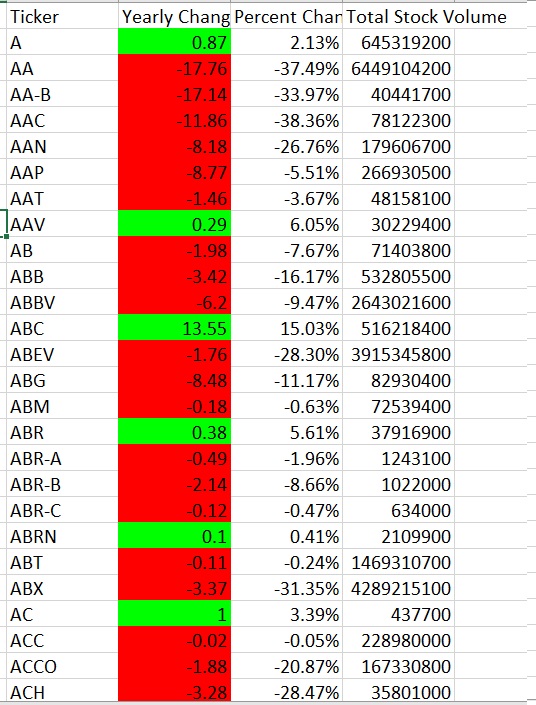 Ticker Yearly Chang Percent Chan Total Stock Volume
A 0.87 2.13% 645319200
AA -17.76 -37.49% 6449104200
AA-B -17.14 -33.97% 40441700
AAC -11.86 -38.36% 78122300
AAN -8.18 -26.76% 179606700
AAP -8.77 -5.51% 266930500
AAT -1.46 -3.67% 48158100
AAV 0.29 6.05% 30229400
AB -1.98 -7.67% 71403800
ABB -3.42 -16.17% 532805500
ABBV -6.2 -9.47% 2643021600
ABC 13.55 15.03% 516218400
ABEV -1.76 -28.30% 3915345800
ABG -8.48 -11.17% 82930400
ABM -0.18 -0.63% 72539400
ABR 0.38 5.61% 37916900
ABR-A -0.49 -1.96% 1243100
ABR-B -2.14 -8.66% 1022000
ABR-C -0.12 -0.47% 634000
ABRN 0.1 0.41% 2109900
ABT -0.11 -0.24% 1469310700
ABX -3.37 -31.35% 4289215100
AC 1 3.39% 437700
ACC -0.02 -0.05% 228980000
ACCO -1.88 -20.87% 167330800
ACH -3.28 -28.47% 35801000